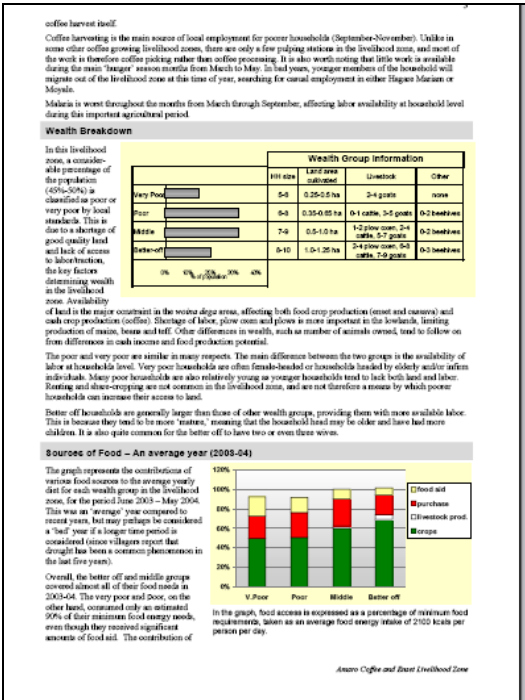 coffee harvest itself.
Coffee harvesting is the main source of local employment for poorer households (September-November). Unlike in
some other coffee growing livelihood zones, there are only a few pulping stations in the livelihood zone, and most of
the work is therefore coffee picking rather than coffee processing. It is also worth noting that little work is available
during the main 'hunger' season months from March to May. In bad years, younger members of the household will
migrate out of the livelihood zone at this time of year, searching for casual employment in either Hagare Mariam or
Moyale.
Malaria is worst throughout the months from March through September, affecting labor availability at household level
during this important agricultural period.
Wealth Breakdown
In this livelihood
zone, a consider-
able percentage of
the population
(45%-50%) is
classified as poor or
very poor by local
standards. This is
due to a shortage of
good quality land
and lack of access
to labor/traction,
the key factors
determining wealth
in the livelihood
zone. Availability
Wealth Group Information
HH size Land area cultivated Livestock Other
Very Poor 5-6 0.25-0.5 ha 2-4 goats none
Poor 6-8 0.35-0.65 ha 0-1 cattle, 3-5 goats 0-2 beehives
Middle 7-9 0.8-1.0 ha 1-2 plow oxen, 2-4 cattle, 5-7 goats 0-2 beehives
Better-off 8-10 1.0-1.25 ha 2-4 plow oxen, 6-8 cattle, 7-9 goats 0-3 beehives
0% 10% 20% 30% 40%
% of population
of land is the major constraint in the woina dega areas, affecting both food crop production (enset and cassava) and
cash crop production (coffee). Shortage of labor, plow oxen and plows is more important in the lowlands, limiting
production of maize, beans and teff. Other differences in wealth, such as number of animals owned, tend to follow on
from differences in cash income and food production potential.
The poor and very poor are similar in many respects. The main difference between the two groups is the availability of
labor at household level. Very poor households are often female-headed or households headed by elderly and/or infirm
individuals. Many poor households are also relatively young as younger households tend to lack both land and labor.
Renting and share-cropping are not common in the livelihood zone, and are not therefore a means by which poorer
households can increase their access to land.
Better off households are generally larger than those of other wealth groups, providing them with more available labor.
This is because they tend to be more 'mature,' meaning that the household head may be older and have had more
children. It is also quite common for the better off to have two or even three wives.
Sources of Food – An average year (2003-04)
The graph represents the contributions of
various food sources to the average yearly
diet for each wealth group in the livelihood
zone, for the period June 2003 – May 2004.
This was an 'average' year compared to
recent years, but may perhaps be considered
a 'bad' year if a longer time period is
considered (since villagers report that
drought has been a common phenomenon in
the last five years).
Overall, the better off and middle groups
covered almost all of their food needs in
2003-04. The very poor and poor, on the
other hand, consumed only an estimated
90% of their minimum food energy needs,
even though they received significant
amounts of food aid. The contribution of
120%
100%
80%
60%
40%
20%
0%
V.Poor Poor Middle Better off
food aid
purchase
livestock prod.
crops
In the graph, food access is expressed as a percentage of minimum food
requirements, taken as an average food energy intake of 2100 kcals per
person per day.
Amaro Coffee and Enset Livelihood Zone